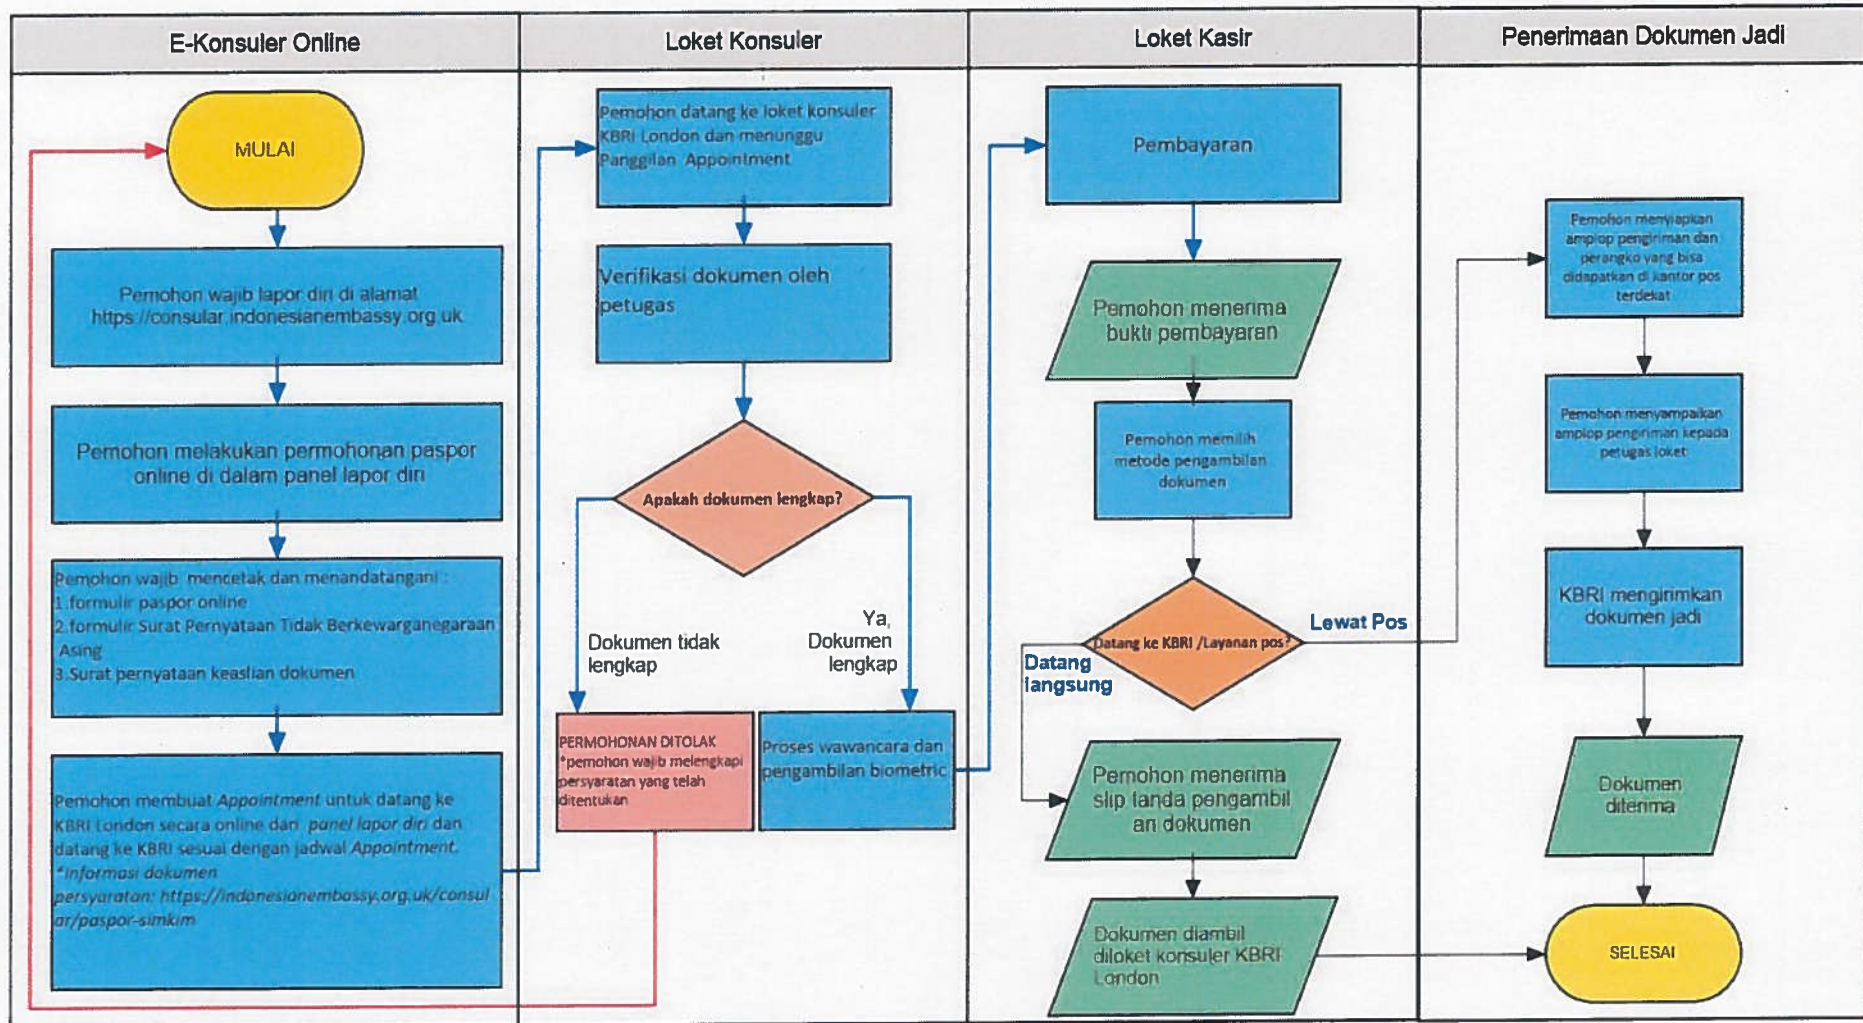 E-Konsuler Online
Loket Konsuler
Loket Kasir
Penerimaan Dokumen Jadi
MULAI
Pemohon wajib lapor diri di alamat
https://consular.indonesianembassy.org.uk
Pemohon melakukan permohonan paspor
online di dalam panel lapor diri
Pemohon wajib mencetak dan menandatangani :
1.formulir paspor online
2.formulir Surat Pernyataan Tidak Berkewarganegaraan
Asing
3.Surat pernyataan keaslian dokumen
Pemohon membuat Appointment untuk datang ke
KBRI London secara online dari panel lapor diri dan
datang ke KBRI sesuai dengan jadwal Appointment.
*Informasi dokumen
persyaratan: https://indonesianembassy.org.uk/consul
ar/paspor-simkim
Pemohon datang ke loket konsuler
KBRI London dan menunggu
Panggilan Appointment
Verifikasi dokumen oleh
petugas
Apakah dokumen lengkap?
Dokumen tidak
lengkap
Ya,
Dokumen
lengkap
PERMOHONAN DITOLAK
*pemohon wajib melengkapi
persyaratan yang telah
ditentukan
Proses wawancara dan
pengambilan biometric
Pembayaran
Pemohon menerima
bukti pembayaran
Pemohon memilih
metode pengambilan
dokumen
Datang ke KBRI /Layanan pos?
Lewat Pos
Datang
langsung
Pemohon menerima
slip tanda pengambil
an dokumen
Dokumen diambil
diloket konsuler KBRI
London
Pemohon menyiapkan
amplop pengiriman dan
perangko yang bisa
didapatkan di kantor pos
terdekat
Pemohon menyampaikan
amplop pengiriman kepada
petugas loket
KBRI mengirimkan
dokumen jadi
Dokumen
diterima
SELESAI